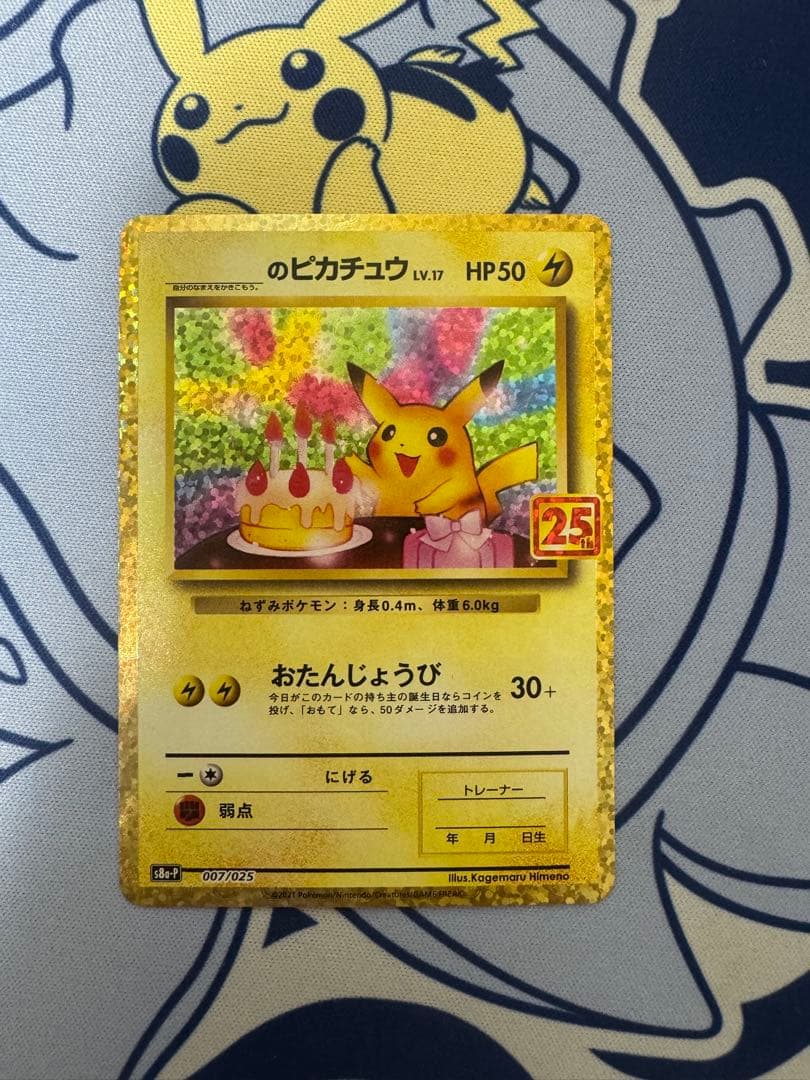 のピカチュウ LV.17 HP50
自分のなまえをかきこもう。
25th
ねずみポケモン：身長0.4m、体重6.0kg
おたんじょうび
30+
今日がこのカードの持ち主の誕生日ならコインを
投げ、「おもて」なら、50ダメージを追加する。
ー にげる
弱点
トレーナー
年 月 日生
s8a-P 007/025
Illus.Kagemaru Himeno
©2021 Pokémon/Nintendo/Creatures/GAME FREAK